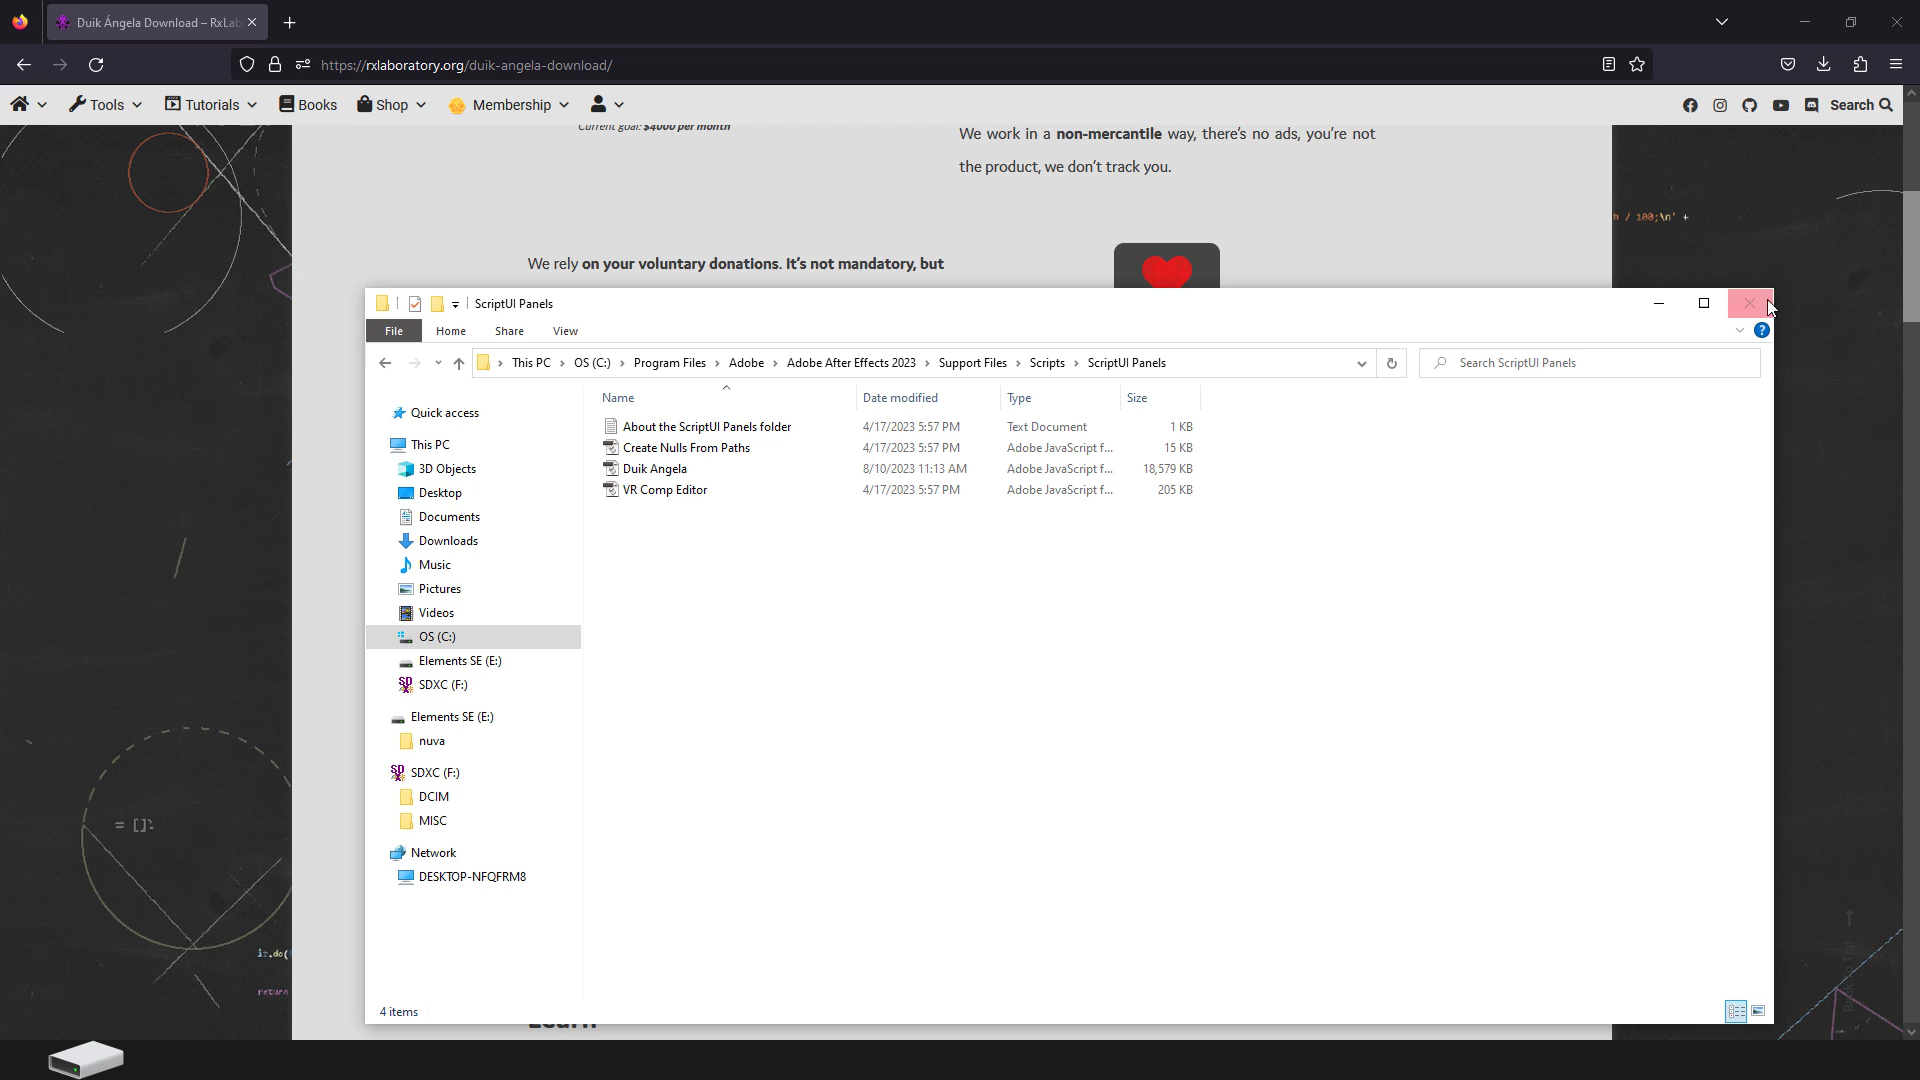 Duik Ángela Download – RxLab
https://rxlaboratory.org/duik-angela-download/
Tools
Tutorials
Books
Shop
Membership
Search
Current goal: $4000 per month
We work in a non-mercantile way, there's no ads, you're not
the product, we don't track you.
h / 100;\n' +
We rely on your voluntary donations. It's not mandatory, but
ScriptUI Panels
File Home Share View
This PC > OS (C:) > Program Files > Adobe > Adobe After Effects 2023 > Support Files > Scripts > ScriptUI Panels
Search ScriptUI Panels
Name Date modified Type Size
About the ScriptUI Panels folder 4/17/2023 5:57 PM Text Document 1 KB
Create Nulls From Paths 4/17/2023 5:57 PM Adobe JavaScript f... 15 KB
Duik Angela 8/10/2023 11:13 AM Adobe JavaScript f... 18,579 KB
VR Comp Editor 4/17/2023 5:57 PM Adobe JavaScript f... 205 KB
Quick access
This PC
3D Objects
Desktop
Documents
Downloads
Music
Pictures
Videos
OS (C:)
Elements SE (E:)
SDXC (F:)
Elements SE (E:)
nuva
SDXC (F:)
DCIM
MISC
Network
DESKTOP-NFQFRM8
4 items
= []
it.do(
return
Learn
Back to Top